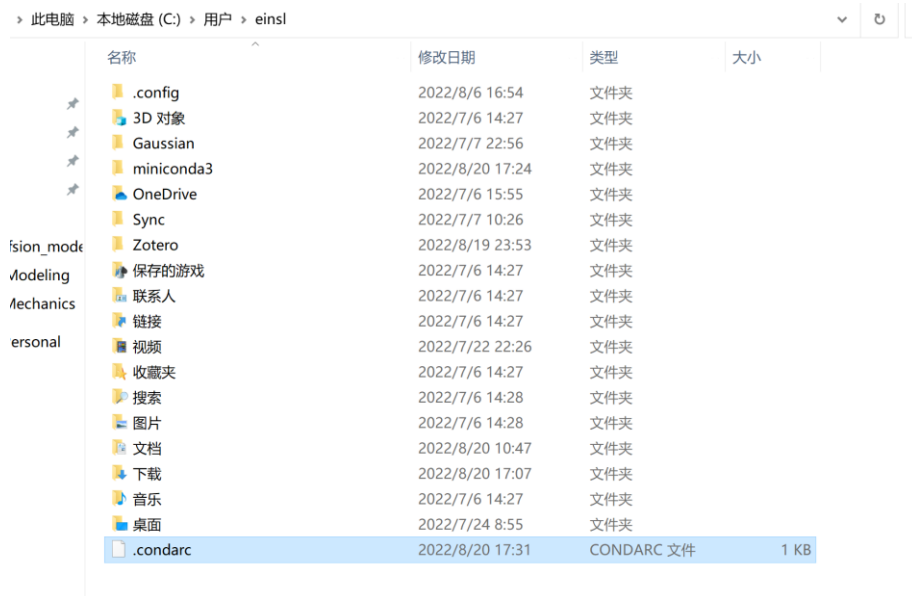 此电脑 本地磁盘 (C:) 用户 einsl
名称 修改日期 类型 大小
.config 2022/8/6 16:54 文件夹
3D 对象 2022/7/6 14:27 文件夹
Gaussian 2022/7/7 22:56 文件夹
miniconda3 2022/8/20 17:24 文件夹
OneDrive 2022/7/6 15:55 文件夹
Sync 2022/7/7 10:26 文件夹
Zotero 2022/8/19 23:53 文件夹
保存的游戏 2022/7/6 14:27 文件夹
联系人 2022/7/6 14:27 文件夹
链接 2022/7/6 14:27 文件夹
视频 2022/7/22 22:26 文件夹
收藏夹 2022/7/6 14:27 文件夹
搜索 2022/7/6 14:28 文件夹
图片 2022/7/6 14:28 文件夹
文档 2022/8/20 10:47 文件夹
下载 2022/8/20 17:07 文件夹
音乐 2022/7/6 14:27 文件夹
桌面 2022/7/24 8:55 文件夹
.condarc 2022/8/20 17:31 CONDARC 文件 1 KB
Modeling
Mechanics
ersonal